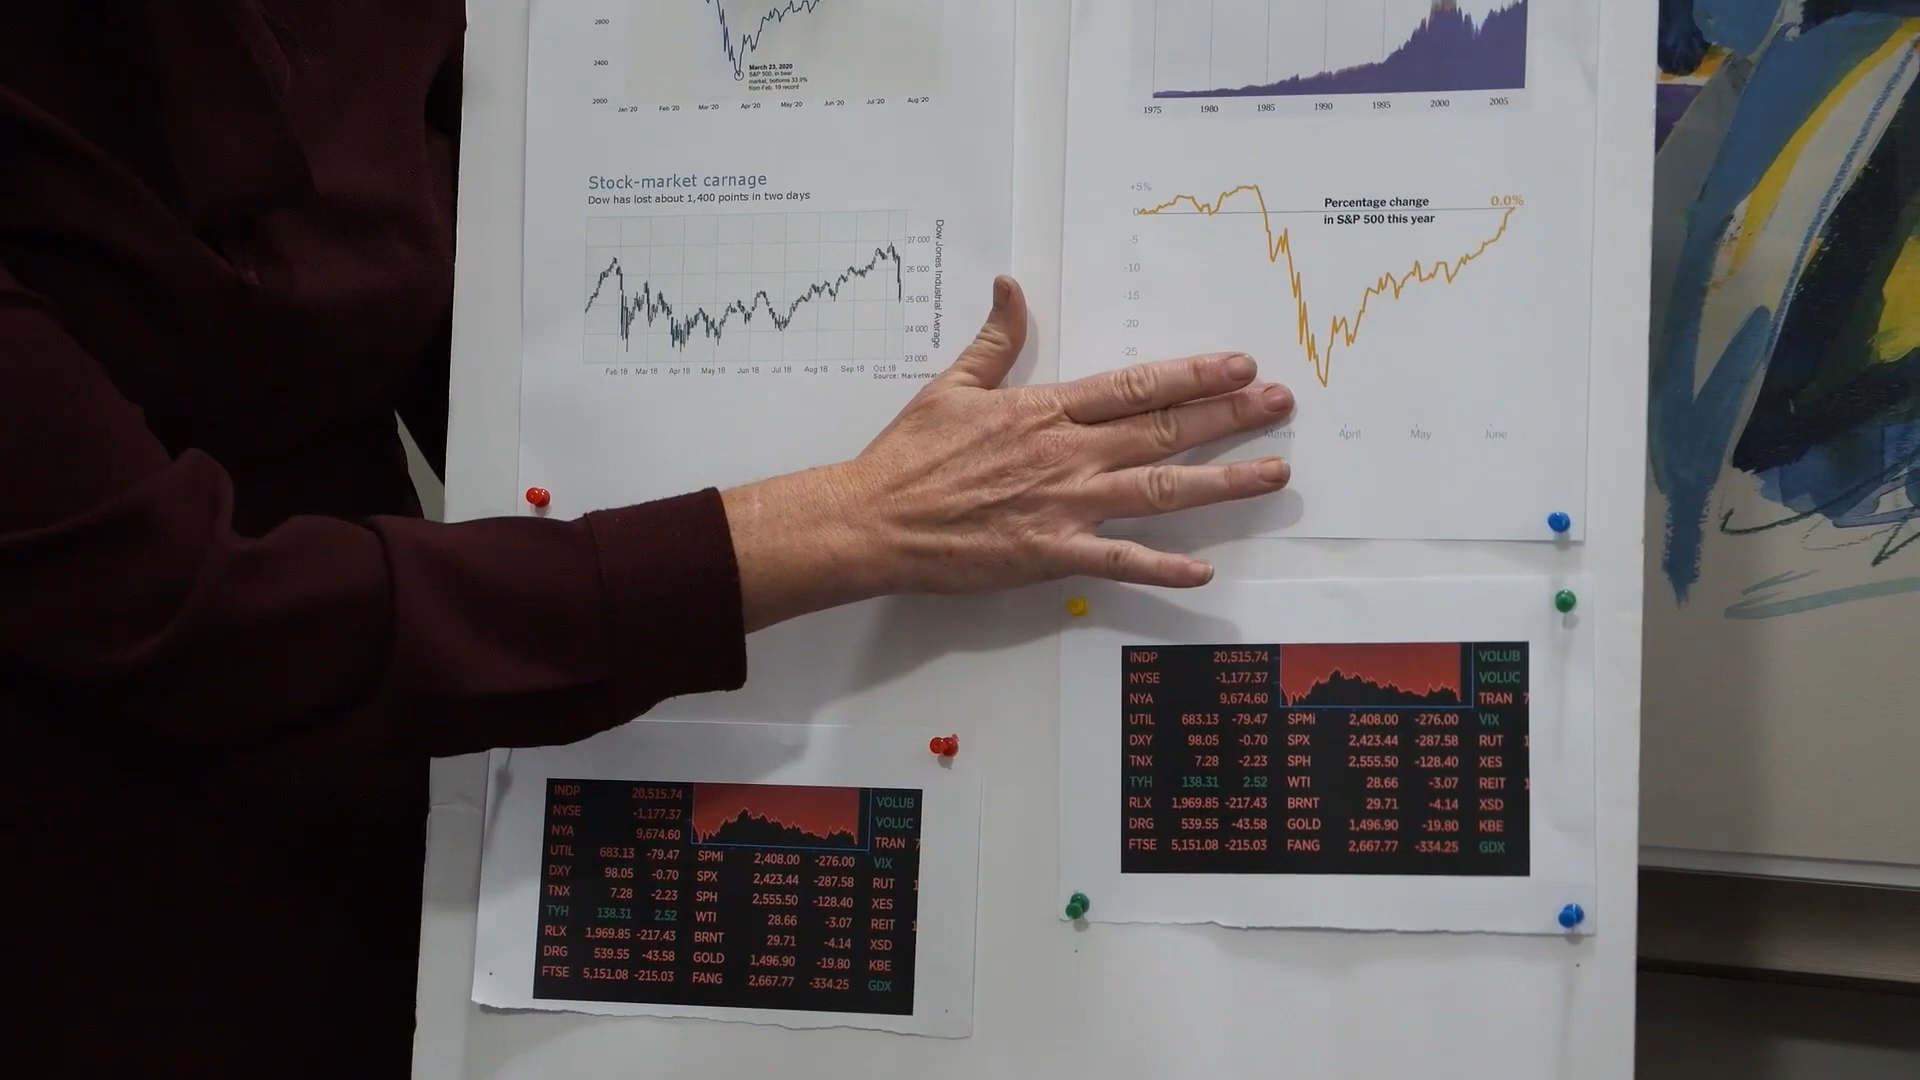 2800
2400
2000
March 23, 2020
S&P 500, in bear
market, bottoms 33.9%
from Feb. 19 record
Jan '20 Feb '20 Mar '20 Apr '20 May '20 Jun '20 Jul '20 Aug '20
1975 1980 1985 1990 1995 2000 2005
Stock-market carnage
Dow has lost about 1,400 points in two days
27 000
26 000
25 000
24 000
23 000
Dow Jones Industrial Average
Feb 18 Mar 18 Apr 18 May 18 Jun 18 Jul 18 Aug 18 Sep 18 Oct 18
Source: MarketWat
+5%
0
-5
-10
-15
-20
-25
Percentage change
in S&P 500 this year
0.0%
March April May June
INDP 20,515.74 VOLUB
NYSE -1,177.37 VOLUC
NYA 9,674.60 TRAN 7
UTIL 683.13 -79.47 SPMi 2,408.00 -276.00 VIX
DXY 98.05 -0.70 SPX 2,423.44 -287.58 RUT 1
TNX 7.28 -2.23 SPH 2,555.50 -128.40 XES
TYH 138.31 2.52 WTI 28.66 -3.07 REIT 1
RLX 1,969.85 -217.43 BRNT 29.71 -4.14 XSD
DRG 539.55 -43.58 GOLD 1,496.90 -19.80 KBE
FTSE 5,151.08 -215.03 FANG 2,667.77 -334.25 GDX
INDP 20,515.74 VOLUB
NYSE -1,177.37 VOLUC
NYA 9,674.60 TRAN 7
UTIL 683.13 -79.47 SPMi 2,408.00 -276.00 VIX
DXY 98.05 -0.70 SPX 2,423.44 -287.58 RUT 1
TNX 7.28 -2.23 SPH 2,555.50 -128.40 XES
TYH 138.31 2.52 WTI 28.66 -3.07 REIT 1
RLX 1,969.85 -217.43 BRNT 29.71 -4.14 XSD
DRG 539.55 -43.58 GOLD 1,496.90 -19.80 KBE
FTSE 5,151.08 -215.03 FANG 2,667.77 -334.25 GDX